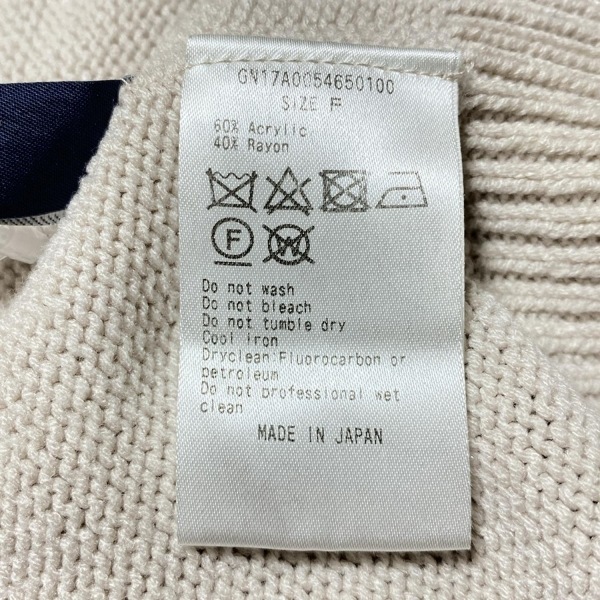 GN17A0054650100
SIZE F
60% Acrylic
40% Rayon
F W
Do not wash
Do not bleach
Do not tumble dry
Cool iron
Dryclean:Fluorocarbon or
petroleum
Do not professional wet
clean
MADE IN JAPAN